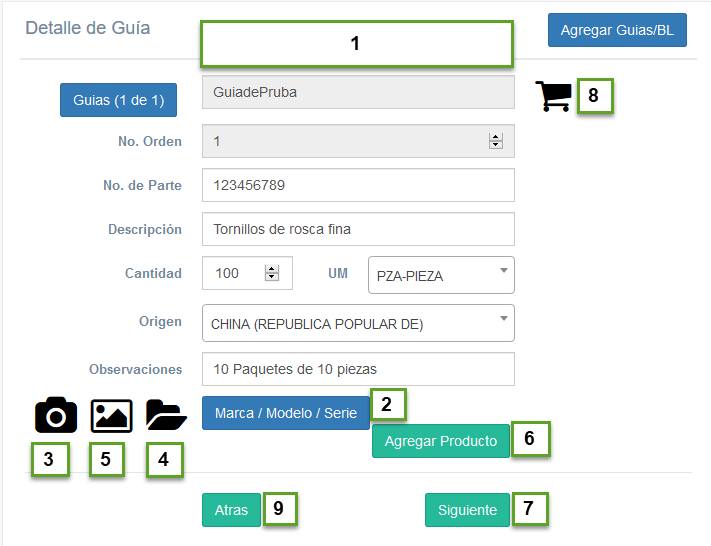 Detalle de Guía
1
Agregar Guias/BL
Guias (1 de 1)
GuiadePruba
8
No. Orden
1
No. de Parte
123456789
Descripción
Tornillos de rosca fina
Cantidad
100
UM
PZA-PIEZA
Origen
CHINA (REPUBLICA POPULAR DE)
Observaciones
10 Paquetes de 10 piezas
Marca / Modelo / Serie
2
Agregar Producto
6
3
5
4
Atras
9
Siguiente
7